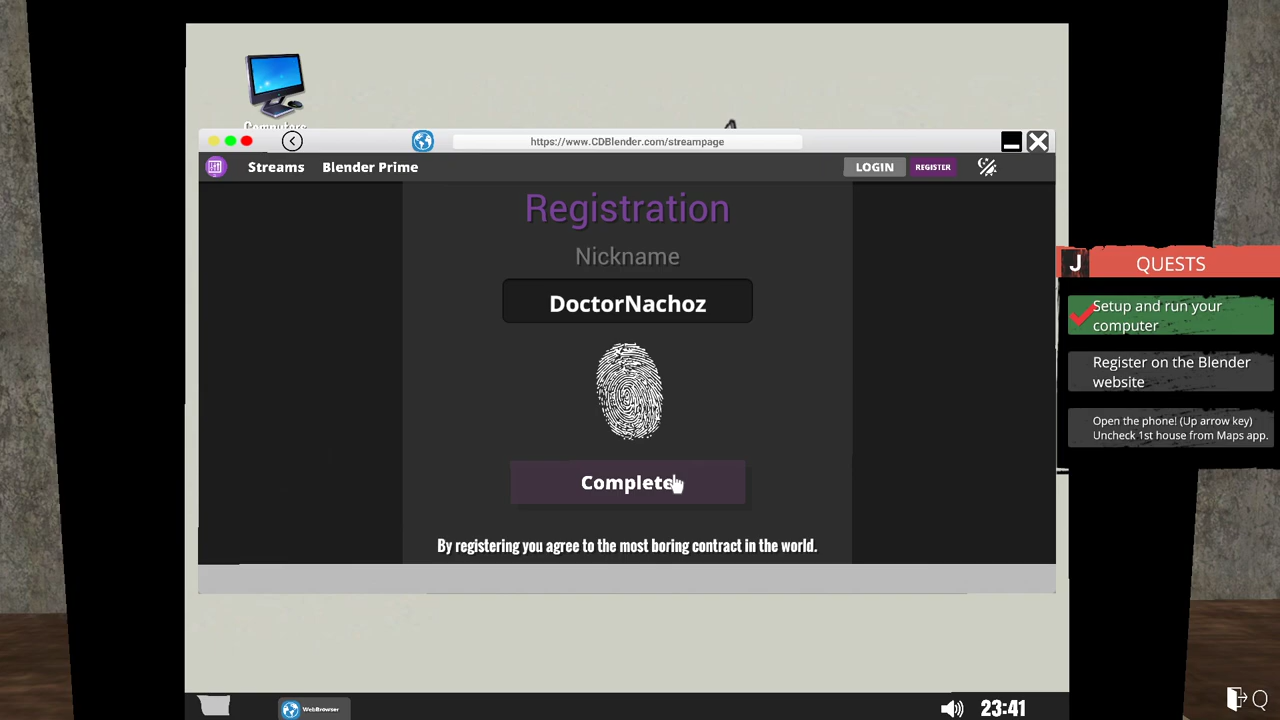 Computers
https://www.CDBlender.com/streampage
Streams
Blender Prime
LOGIN
REGISTER
Registration
Nickname
DoctorNachoz
Complete
By registering you agree to the most boring contract in the world.
J
QUESTS
Setup and run your
computer
Register on the Blender
website
Open the phone! (Up arrow key)
Uncheck 1st house from Maps app.
WebBrowser
23:41
Q